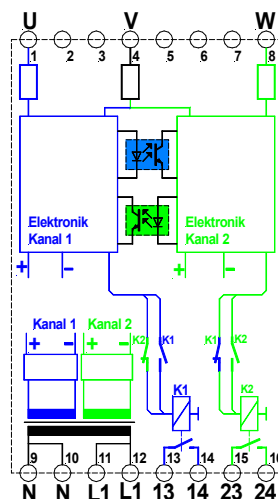 U V W
1 2 3 4 5 6 7 8
Elektronik
Kanal 1
Elektronik
Kanal 2
+ - + -
Kanal 1 Kanal 2
+ - + -
K2 K1 K1 K2
K1 K2
9 10 11 12 13 14 15 16
N N L1 L1 13 14 23 24